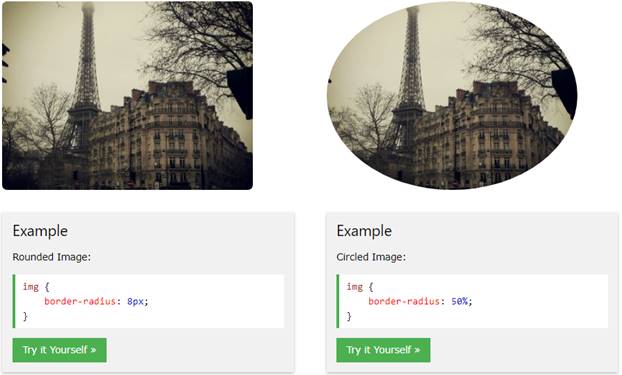 Example
Rounded Image:
img {
    border-radius: 8px;
}
Try it Yourself »
Example
Circled Image:
img {
    border-radius: 50%;
}
Try it Yourself »